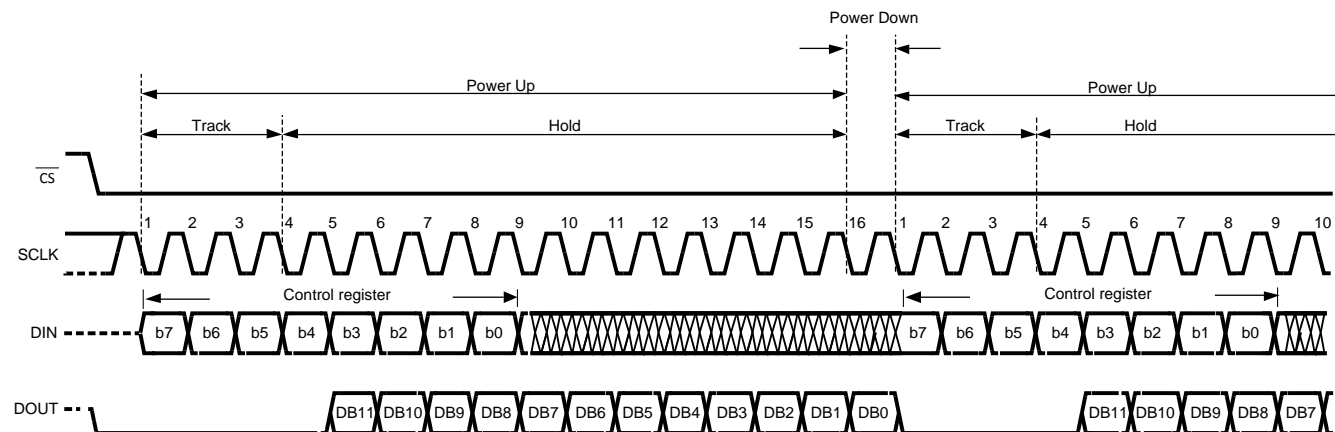 Power Down
Power Up Power Up
Track Hold Track Hold
CS
1 2 3 4 5 6 7 8 9 10 11 12 13 14 15 16 1 2 3 4 5 6 7 8 9 10
SCLK
Control register Control register
DIN b7 b6 b5 b4 b3 b2 b1 b0 b7 b6 b5 b4 b3 b2 b1 b0
DOUT DB11 DB10 DB9 DB8 DB7 DB6 DB5 DB4 DB3 DB2 DB1 DB0 DB11 DB10 DB9 DB8 DB7